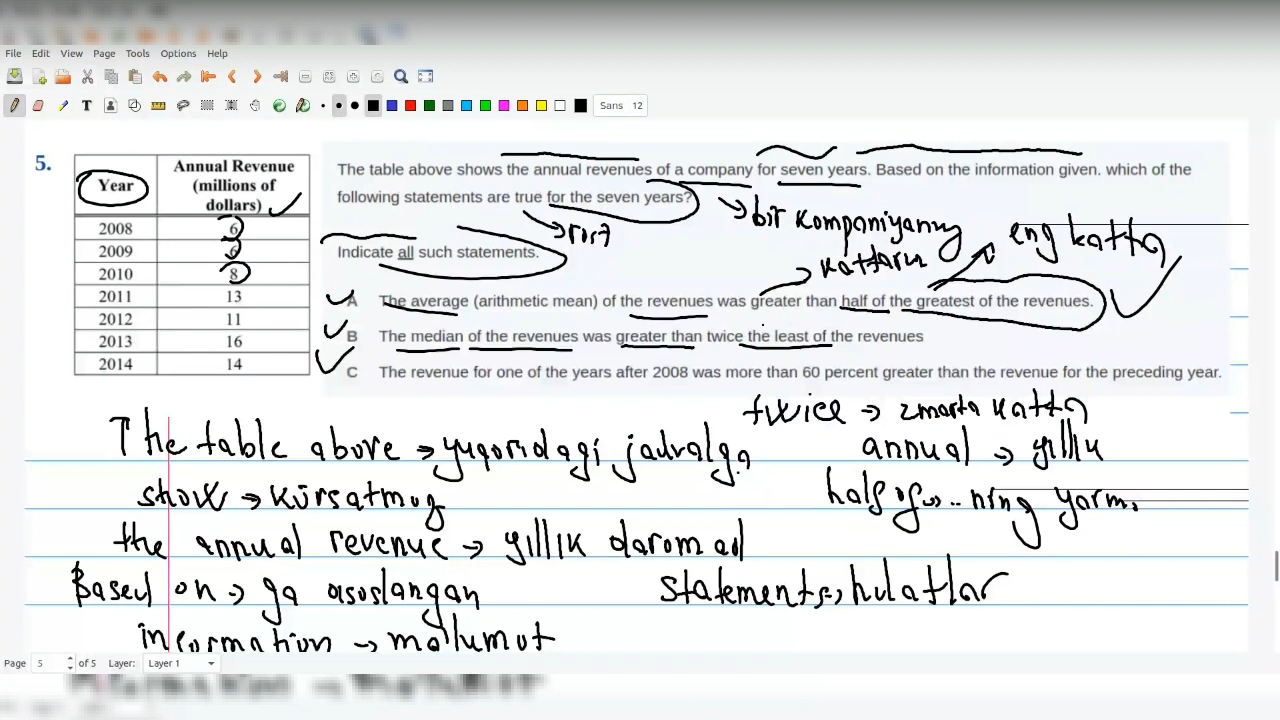 File Edit View Page Tools Options Help
Sans 12
5.
Year Annual Revenue (millions of dollars)
2008 6
2009 6
2010 8
2011 13
2012 11
2013 16
2014 14
The table above shows the annual revenues of a company for seven years. Based on the information given. which of the
following statements are true for the seven years?
Indicate all such statements.
A The average (arithmetic mean) of the revenues was greater than half of the greatest of the revenues.
B The median of the revenues was greater than twice the least of the revenues
C The revenue for one of the years after 2008 was more than 60 percent greater than the revenue for the preceding year.
→ bir kompaniyaning
→ rost
eng katta
→ kattaru
twice → 2marta katta
The table above → yuqoridagi jadvalga
annual → yillik
show → kürsatmoq
half of → .. ning yarmi
the annual revenue → yillik daromad
Based on → ga asoslangan
statements → hulatlar
information → malumot
Page 5 of 5 Layer: Layer 1